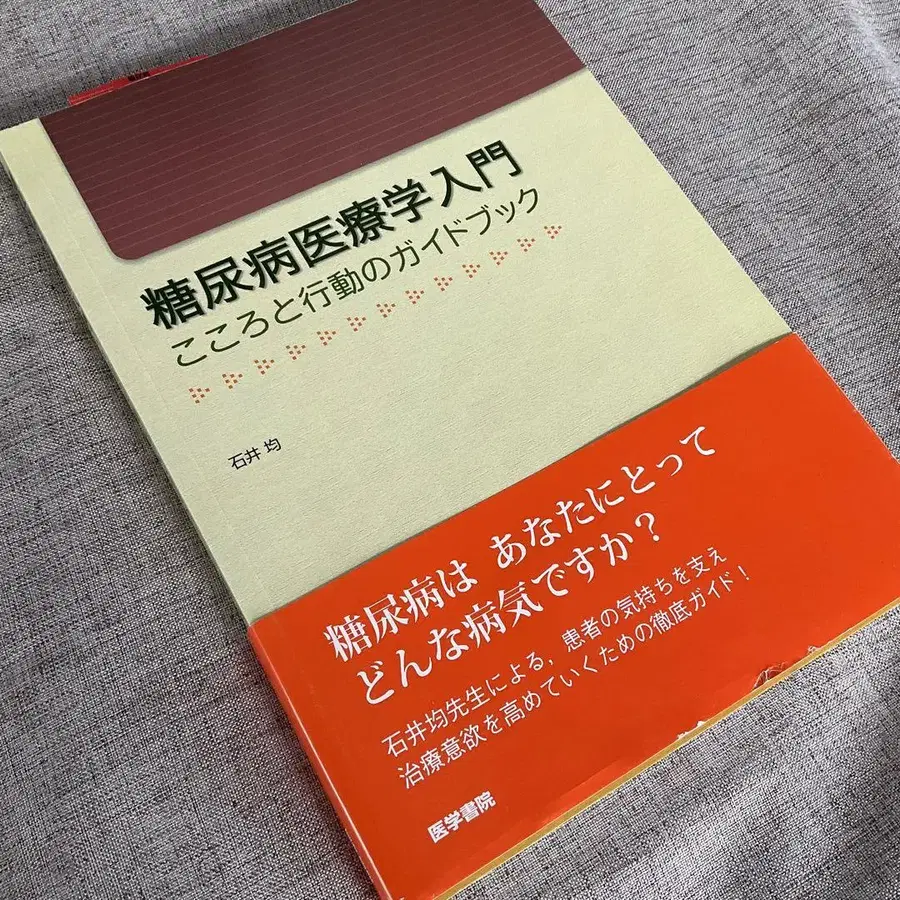 糖尿病医療学入門
こころと行動のガイドブック
石井 均
糖尿病は あなたにとって
どんな病気ですか?
石井均先生による，患者の気持ちを支え
治療意欲を高めていくための徹底ガイド!
医学書院